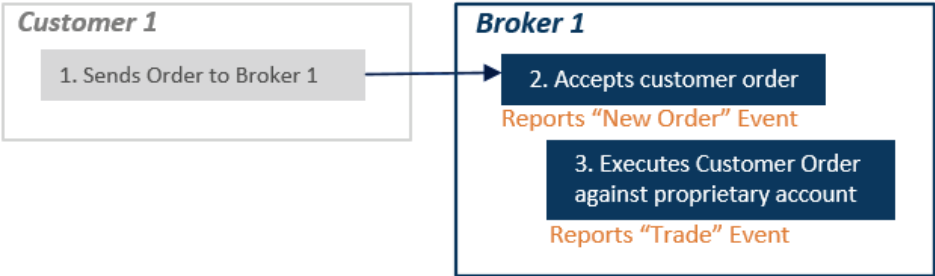 Customer 1
1. Sends Order to Broker 1
Broker 1
2. Accepts customer order
Reports “New Order” Event
3. Executes Customer Order
against proprietary account
Reports “Trade” Event